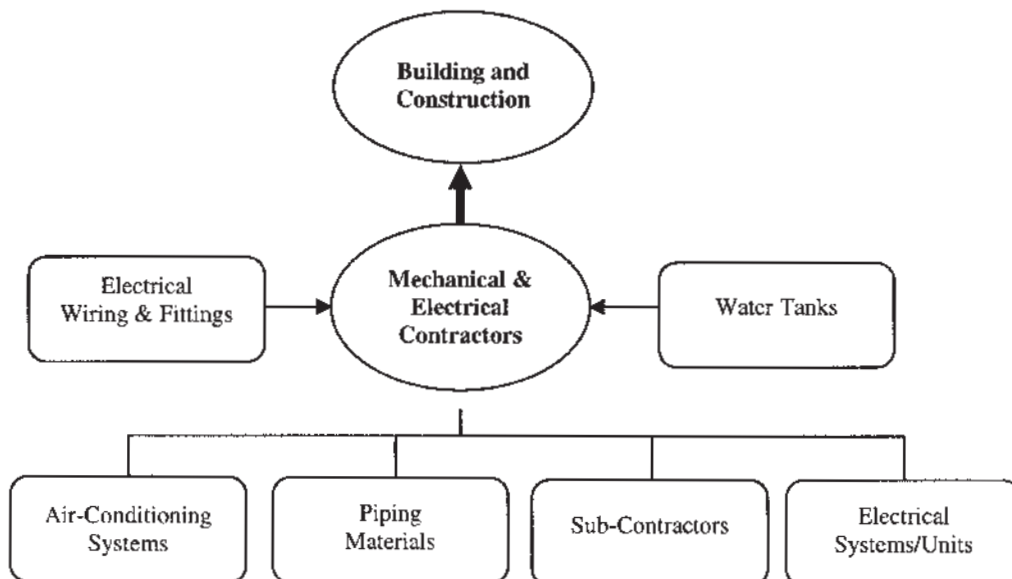 Building and
Construction
Electrical
Wiring & Fittings
Mechanical &
Electrical
Contractors
Water Tanks
Air-Conditioning
Systems
Piping
Materials
Sub-Contractors
Electrical
Systems/Units